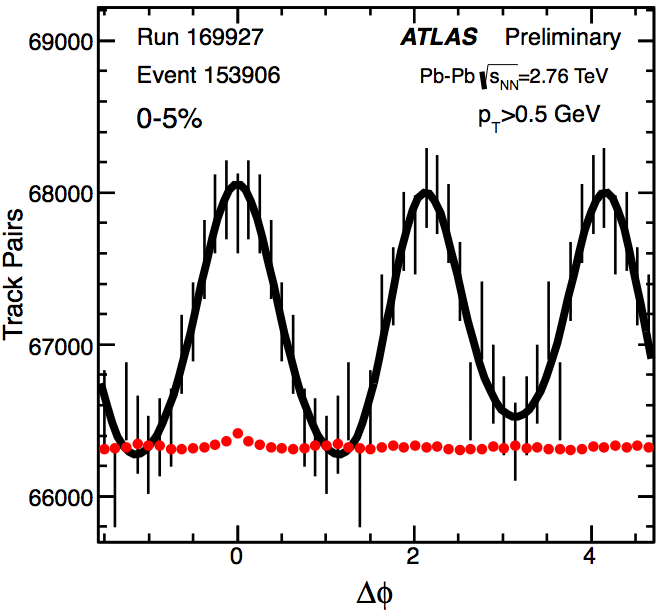 69000
68000
67000
66000
Track Pairs
Run 169927
Event 153906
0-5%
ATLAS Preliminary
Pb-Pb √sNN=2.76 TeV
pT>0.5 GeV
0 2 4
Δϕ